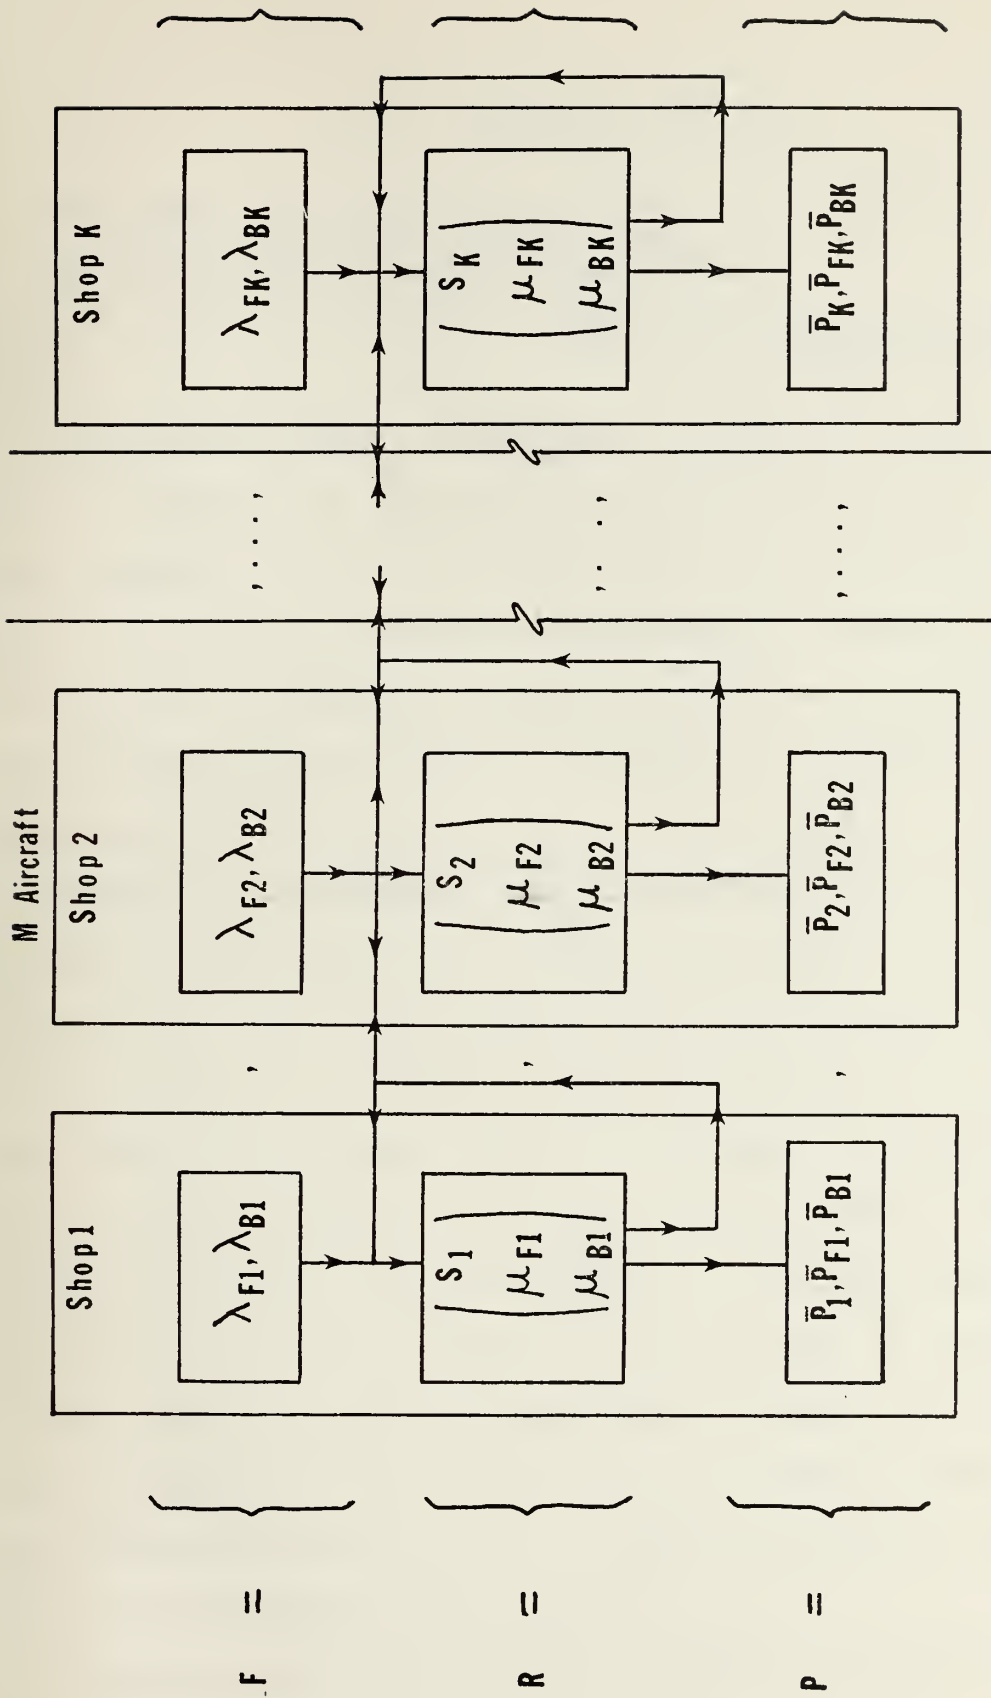 M Aircraft
Shop 1
Shop 2
Shop K
F = { λF1, λB1 , λF2, λB2 , . . . . , λFK, λBK }
R = { (S1 μF1 μB1) , (S2 μF2 μB2) , . . . , (SK μFK μBK) }
P = { P̅1, P̅F1, P̅B1 , P̅2, P̅F2, P̅B2 , . . . . , P̅K, P̅FK, P̅BK }